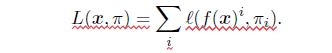 L(x, π) ≡ ∑_i ℓ(f(x)^i, π_i).